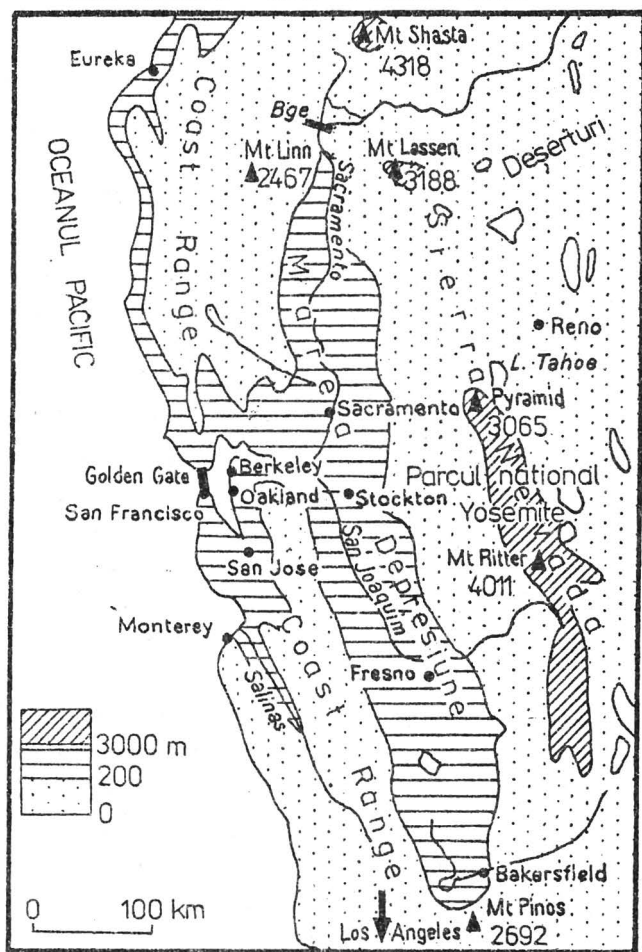 Mt Shasta
4318
Eureka
Coast Range
Bge
Mt Linn
2467
Sacramento
Mt Lassen
3188
Deşerturi
OCEANUL PACIFIC
Sierra Nevada
Marea Depresiune
Reno
L. Tahoe
Sacramento
Pyramid
3065
Golden Gate
Berkeley
Oakland
San Francisco
Stockton
Parcul național
Yosemite
Mt Ritter
4011
San Jose
San Joaquim
Monterey
Salinas
Coast Range
Fresno
3000 m
200
0
Bakersfield
0 100 km
Los Angeles
Mt Pinos
2692